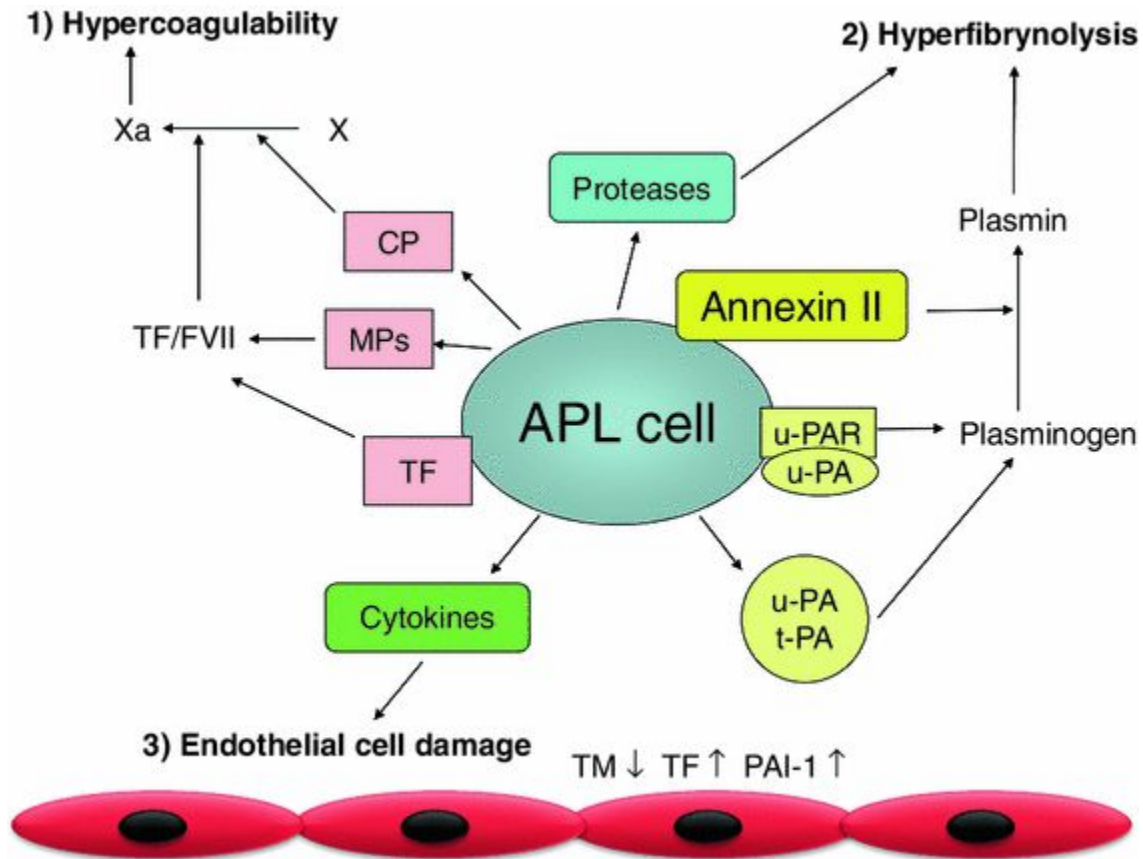 1) Hypercoagulability
2) Hyperfibrynolysis
Xa
X
Proteases
CP
Plasmin
Annexin II
TF/FVII
MPs
APL cell
u-PAR
Plasminogen
TF
u-PA
u-PA
t-PA
Cytokines
3) Endothelial cell damage
TM ↓ TF ↑ PAI-1 ↑